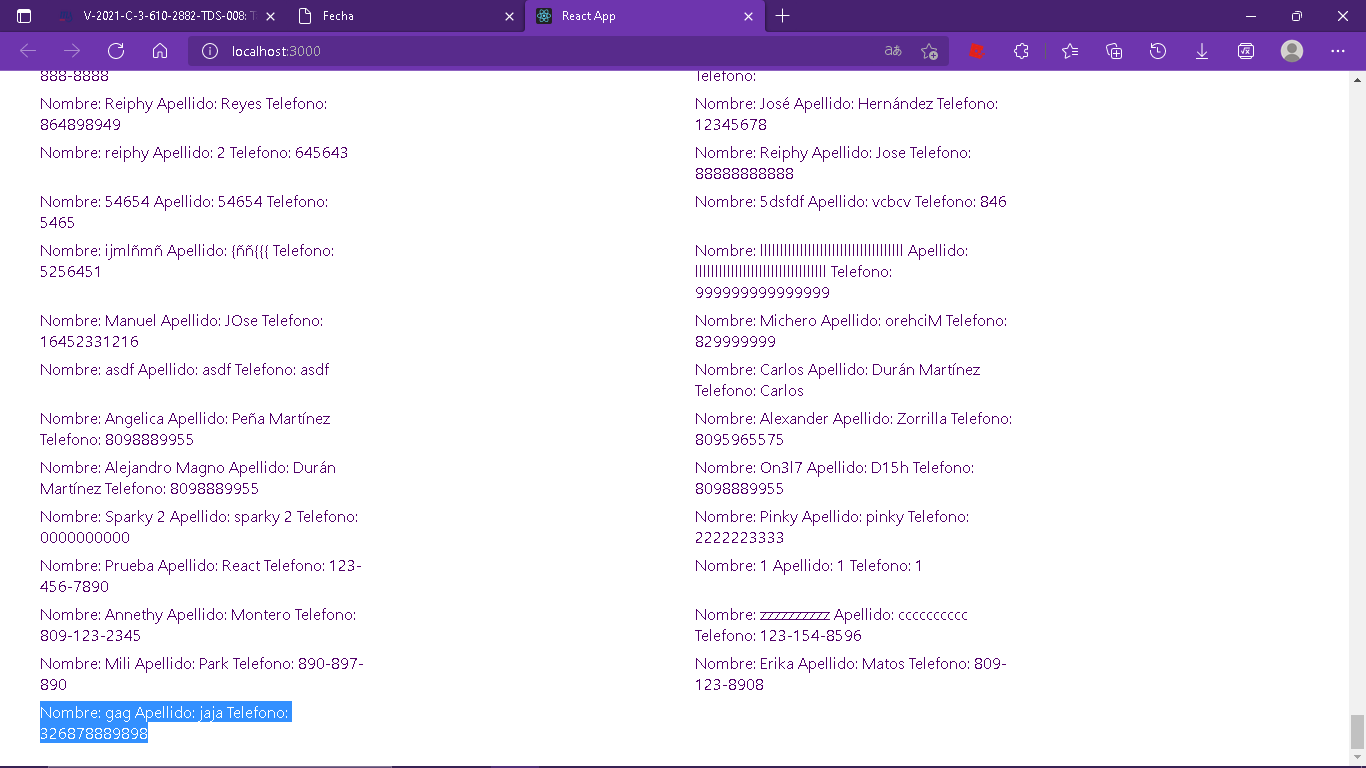 V-2021-C-3-610-2882-TDS-008: T
Fecha
React App
localhost:3000
aあ
888-8888
Telefono:
Nombre: Reiphy Apellido: Reyes Telefono:
864898949
Nombre: José Apellido: Hernández Telefono:
12345678
Nombre: reiphy Apellido: 2 Telefono: 645643
Nombre: Reiphy Apellido: Jose Telefono:
88888888888
Nombre: 54654 Apellido: 54654 Telefono:
5465
Nombre: 5dsfdf Apellido: vcbcv Telefono: 846
Nombre: ijmlñmñ Apellido: {ññ{{{ Telefono:
5256451
Nombre: Apellido:
Telefono:
999999999999999
Nombre: Manuel Apellido: JOse Telefono:
16452331216
Nombre: Michero Apellido: orehciM Telefono:
829999999
Nombre: asdf Apellido: asdf Telefono: asdf
Nombre: Carlos Apellido: Durán Martínez
Telefono: Carlos
Nombre: Angelica Apellido: Peña Martínez
Telefono: 8098889955
Nombre: Alexander Apellido: Zorrilla Telefono:
8095965575
Nombre: Alejandro Magno Apellido: Durán
Martínez Telefono: 8098889955
Nombre: On3l7 Apellido: D15h Telefono:
8098889955
Nombre: Sparky 2 Apellido: sparky 2 Telefono:
0000000000
Nombre: Pinky Apellido: pinky Telefono:
2222223333
Nombre: Prueba Apellido: React Telefono: 123-
456-7890
Nombre: 1 Apellido: 1 Telefono: 1
Nombre: Annethy Apellido: Montero Telefono:
809-123-2345
Nombre: zzzzzzzzzz Apellido: cccccccccc
Telefono: 123-154-8596
Nombre: Mili Apellido: Park Telefono: 890-897-
890
Nombre: Erika Apellido: Matos Telefono: 809-
123-8908
Nombre: gag Apellido: jaja Telefono:
326878889898